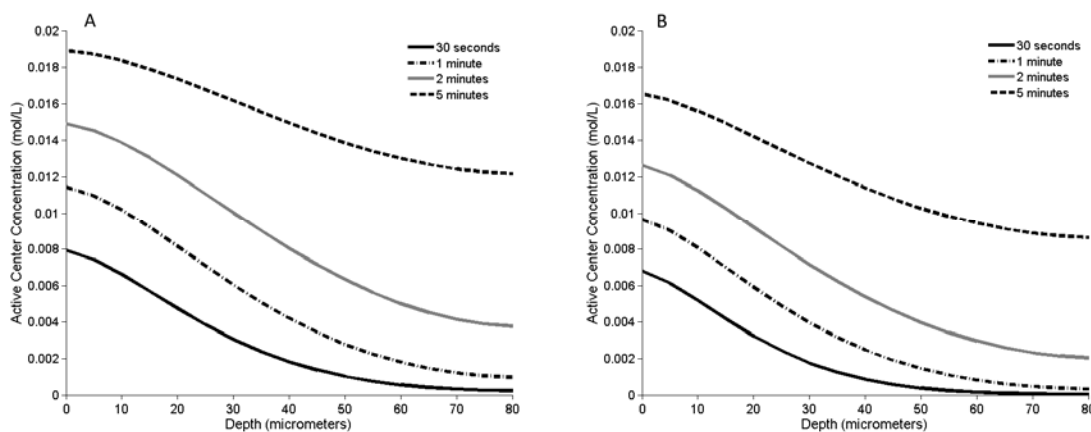 A
Active Center Concentration (mol/L)
0.02
0.018
0.016
0.014
0.012
0.01
0.008
0.006
0.004
0.002
0
0 10 20 30 40 50 60 70 80
Depth (micrometers)
30 seconds
1 minute
2 minutes
5 minutes
B
Active Center Concentration (mol/L)
0.02
0.018
0.016
0.014
0.012
0.01
0.008
0.006
0.004
0.002
0
0 10 20 30 40 50 60 70 80
Depth (micrometers)
30 seconds
1 minute
2 minutes
5 minutes